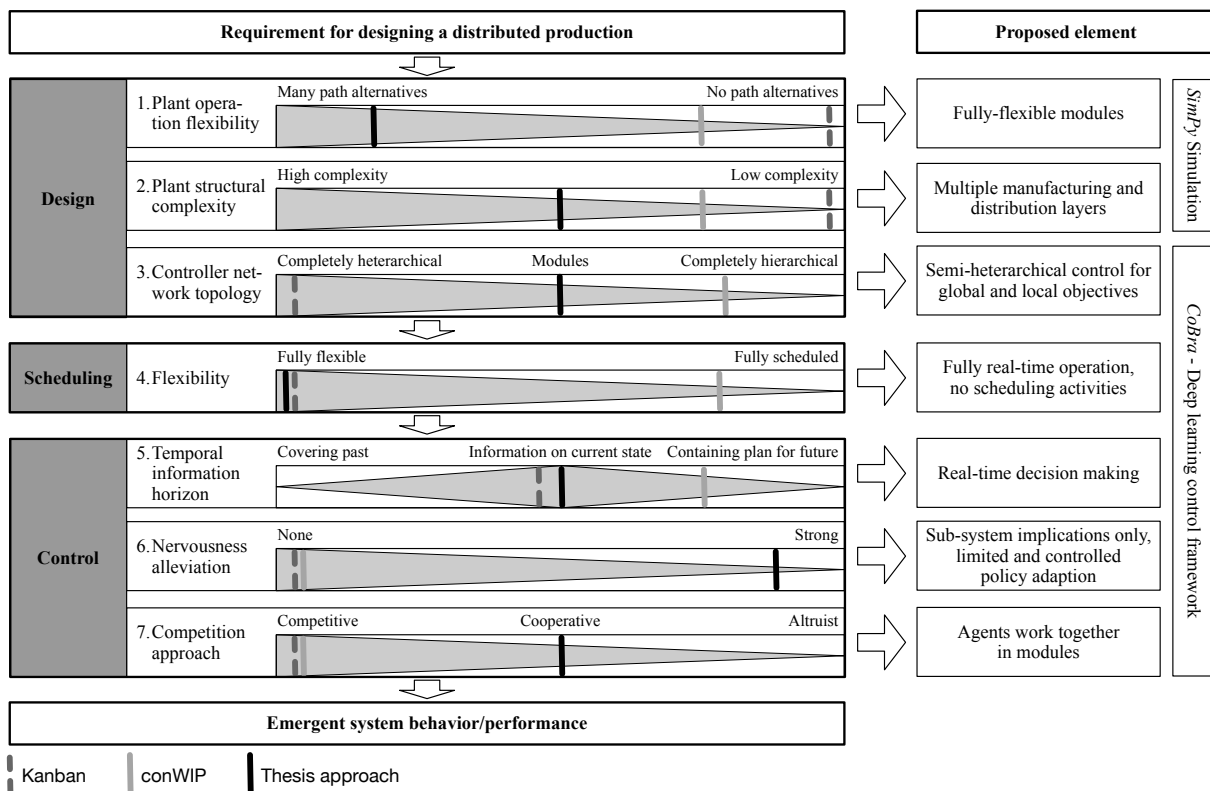 Requirement for designing a distributed production
Proposed element
Design
1. Plant opera-
tion flexibility
Many path alternatives
No path alternatives
Fully-flexible modules
2. Plant structural
complexity
High complexity
Low complexity
Multiple manufacturing and
distribution layers
3. Controller net-
work topology
Completely heterarchical
Modules
Completely hierarchical
Semi-heterarchical control for
global and local objectives
SimPy Simulation
Scheduling
4. Flexibility
Fully flexible
Fully scheduled
Fully real-time operation,
no scheduling activities
Control
5. Temporal
information
horizon
Covering past
Information on current state
Containing plan for future
Real-time decision making
6. Nervousness
alleviation
None
Strong
Sub-system implications only,
limited and controlled
policy adaption
7. Competition
approach
Competitive
Cooperative
Altruist
Agents work together
in modules
CoBra - Deep learning control framework
Emergent system behavior/performance
Kanban
conWIP
Thesis approach